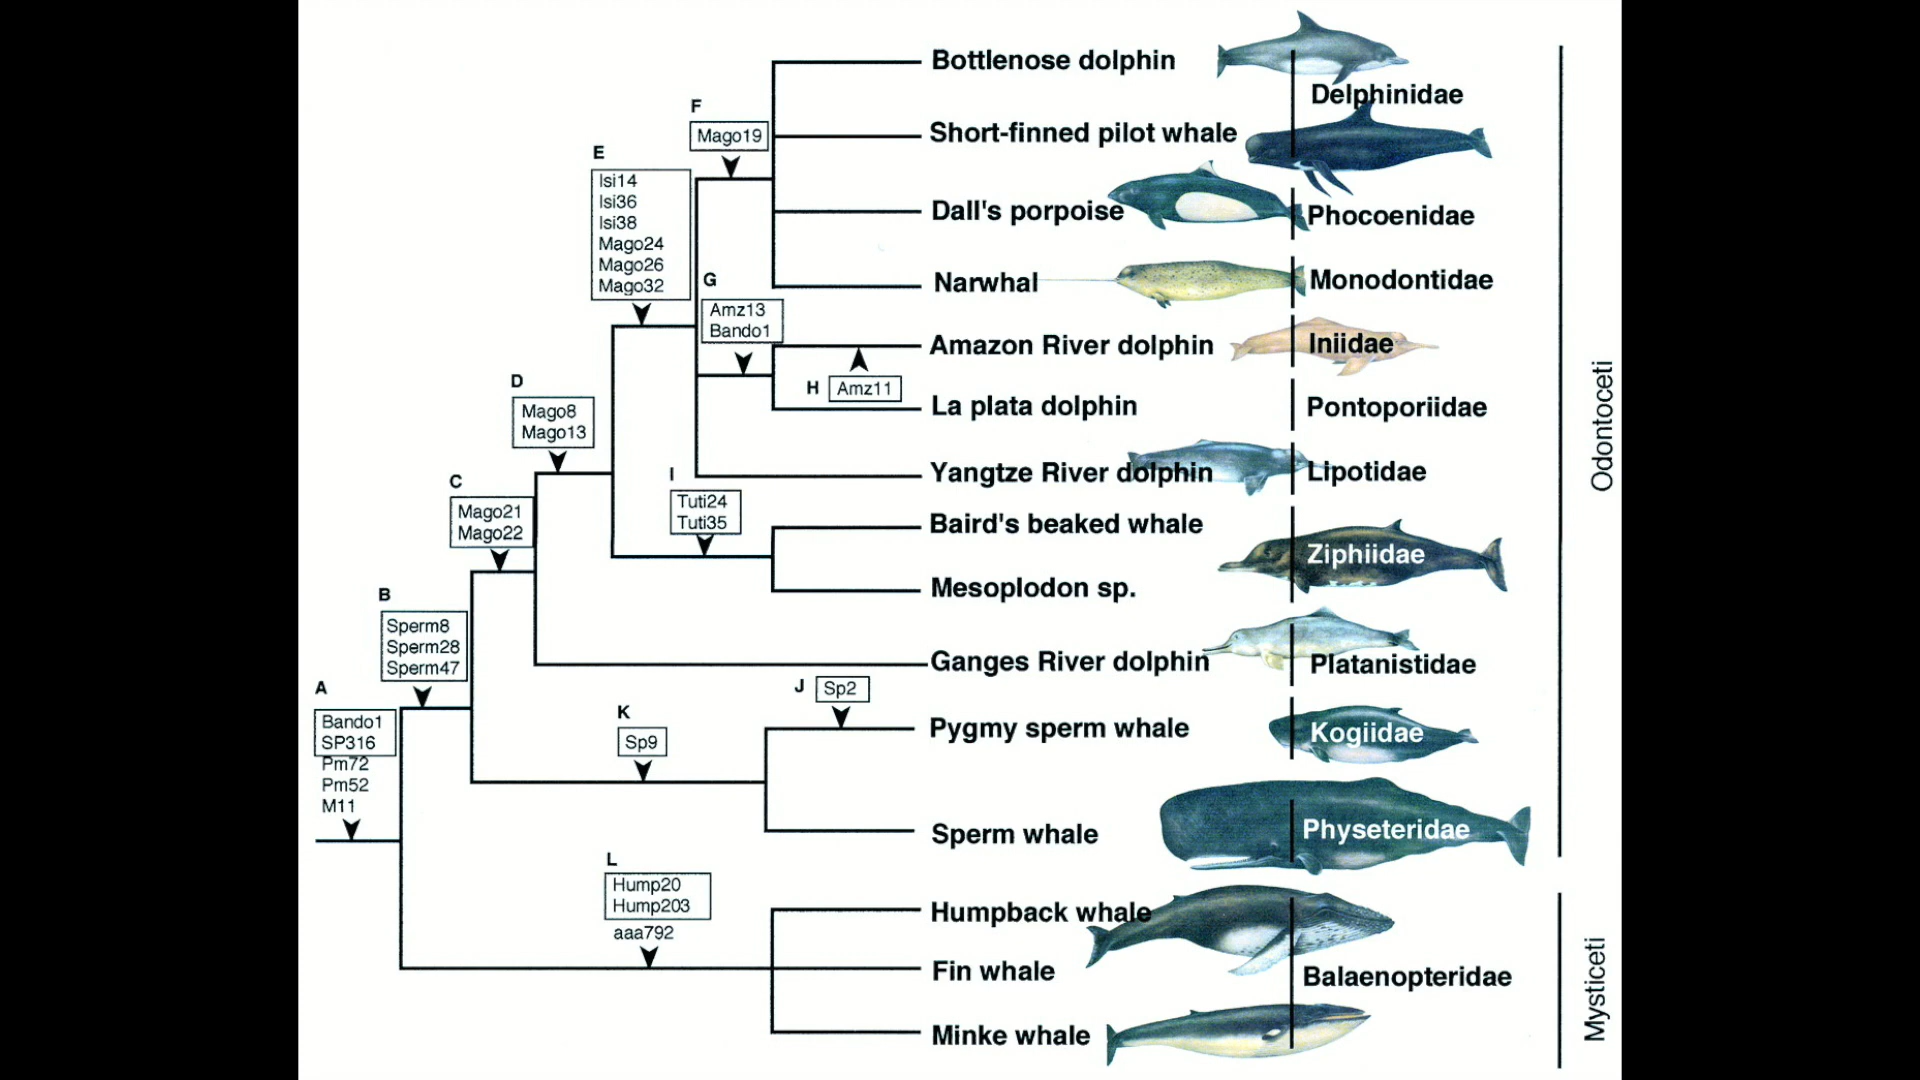 Bottlenose dolphin
Delphinidae
F
Mago19
Short-finned pilot whale
E
Isi14
Isi36
Isi38
Mago24
Mago26
Mago32
Dall's porpoise
Phocoenidae
G
Amz13
Bando1
Narwhal
Monodontidae
Amazon River dolphin
Iniidae
H
Amz11
D
Mago8
Mago13
La plata dolphin
Pontoporiidae
Odontoceti
Yangtze River dolphin
Lipotidae
C
Mago21
Mago22
I
Tuti24
Tuti35
Baird's beaked whale
Ziphiidae
Mesoplodon sp.
B
Sperm8
Sperm28
Sperm47
Ganges River dolphin
Platanistidae
A
Bando1
SP316
Pm72
Pm52
M11
J
Sp2
K
Sp9
Pygmy sperm whale
Kogiidae
Sperm whale
Physeteridae
L
Hump20
Hump203
aaa792
Humpback whale
Fin whale
Balaenopteridae
Mysticeti
Minke whale